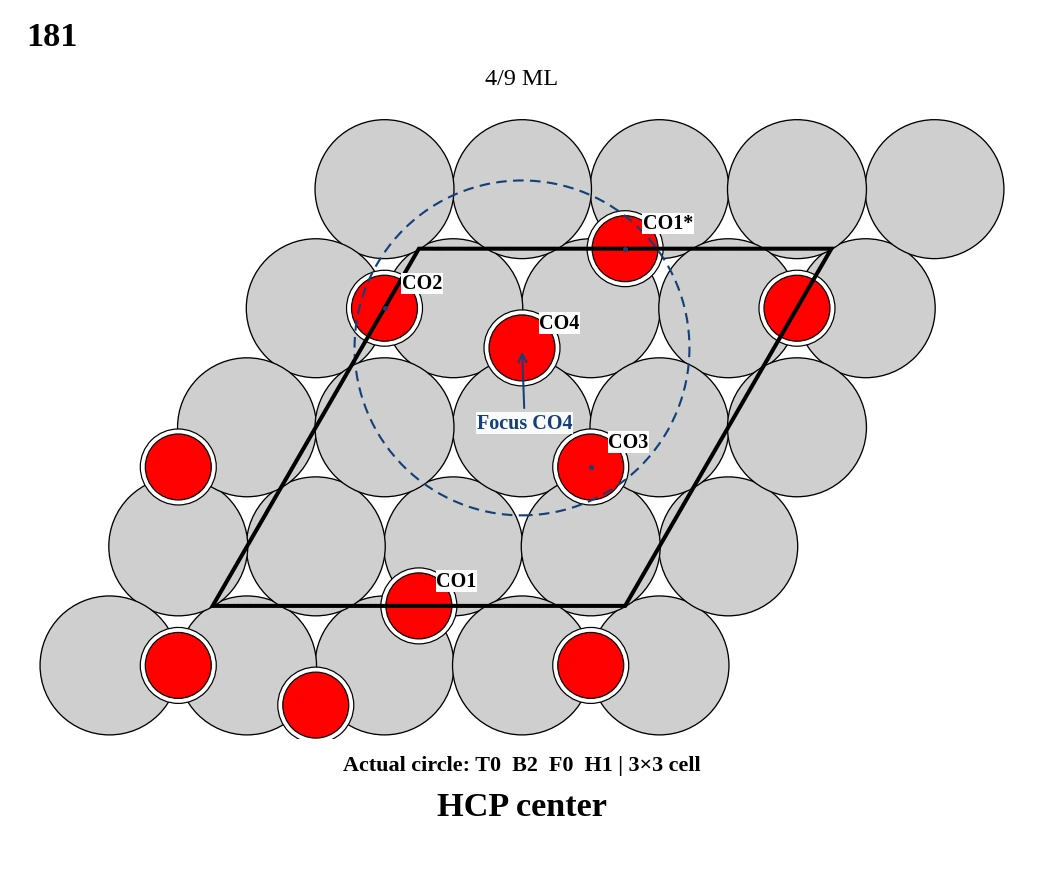 181
4/9 ML
CO1*
CO2
CO4
Focus CO4
CO3
CO1
Actual circle: T0  B2  F0  H1 | 3×3 cell
HCP center